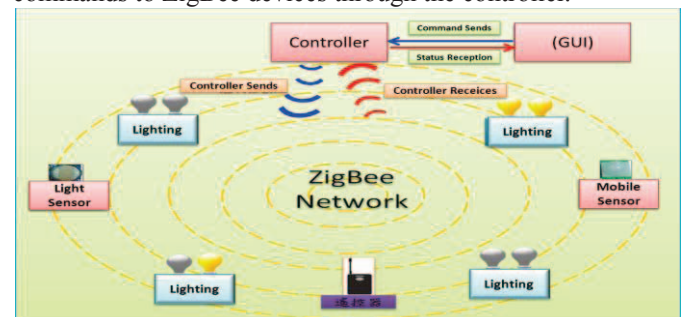 commands to ZigBee devices through the controller.
Controller
Command Sends
Status Reception
(GUI)
Controller Sends
Controller Receices
Lighting
Lighting
Light
Sensor
ZigBee
Network
Mobile
Sensor
Lighting
Lighting
遙控器